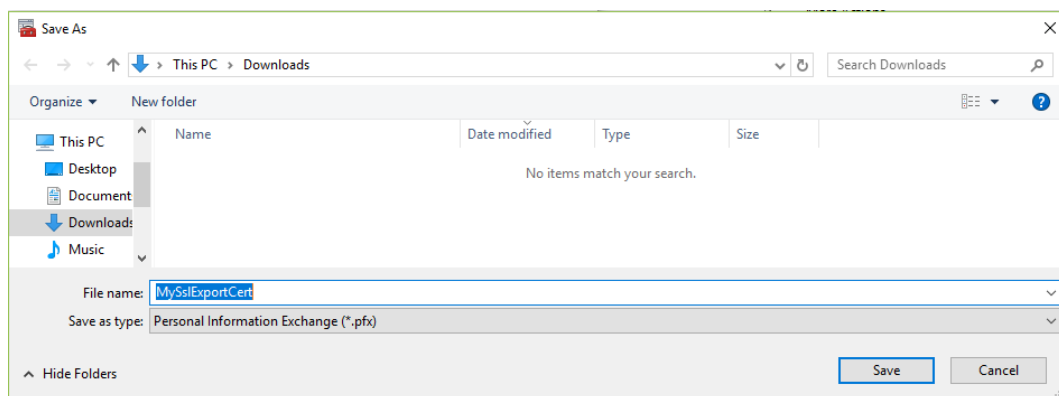 Save As
This PC > Downloads
Search Downloads
Organize
New folder
Name
Date modified
Type
Size
This PC
Desktop
Document
Downloads
Music
No items match your search.
File name: MySslExportCert
Save as type: Personal Information Exchange (*.pfx)
Hide Folders
Save
Cancel